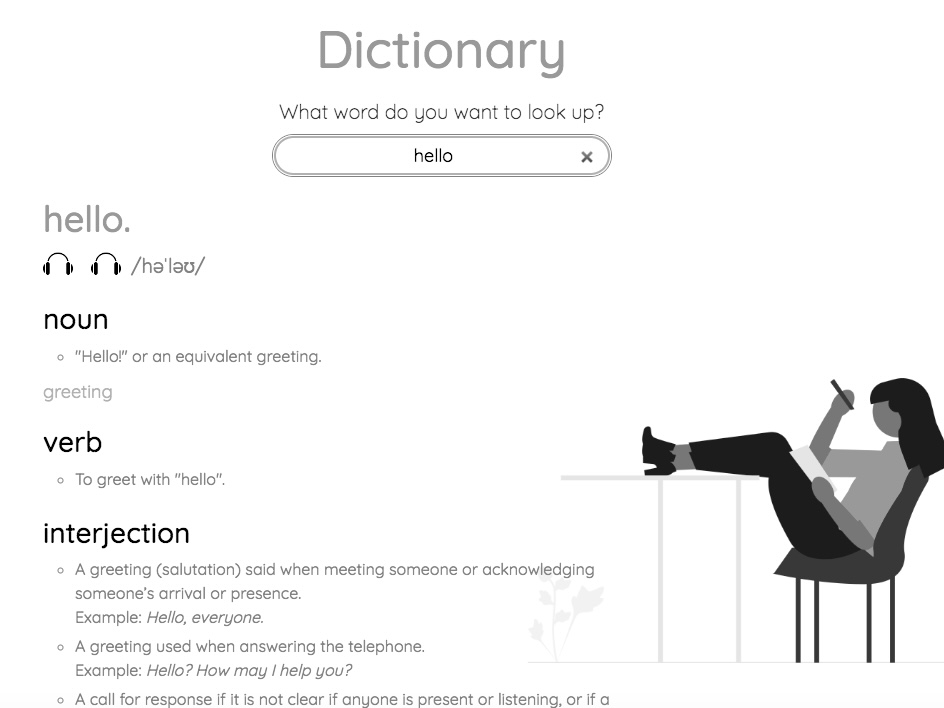 Dictionary
What word do you want to look up?
hello
hello.
/həˈləʊ/
noun
"Hello!" or an equivalent greeting.
greeting
verb
To greet with "hello".
interjection
A greeting (salutation) said when meeting someone or acknowledging
someone’s arrival or presence.
Example: Hello, everyone.
A greeting used when answering the telephone.
Example: Hello? How may I help you?
A call for response if it is not clear if anyone is present or listening, or if a